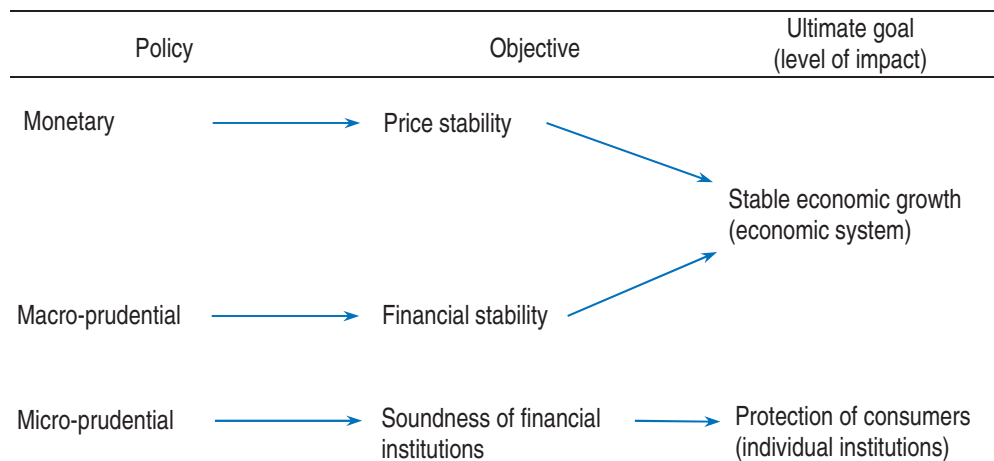 Policy
Objective
Ultimate goal
(level of impact)
Monetary
Price stability
Stable economic growth
(economic system)
Macro-prudential
Financial stability
Micro-prudential
Soundness of financial
institutions
Protection of consumers
(individual institutions)